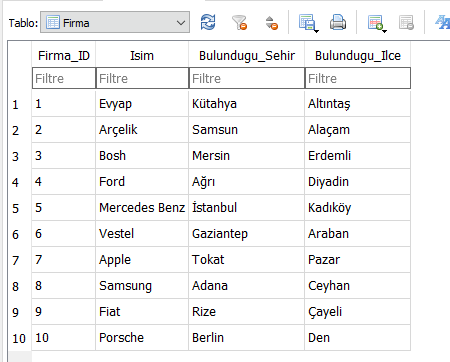 Tablo: Firma
Firma_ID Isim Bulundugu_Sehir Bulundugu_Ilce
Filtre Filtre Filtre Filtre
1 1 Evyap Kütahya Altıntaş
2 2 Arçelik Samsun Alaçam
3 3 Bosh Mersin Erdemli
4 4 Ford Ağrı Diyadin
5 5 Mercedes Benz İstanbul Kadıköy
6 6 Vestel Gaziantep Araban
7 7 Apple Tokat Pazar
8 8 Samsung Adana Ceyhan
9 9 Fiat Rize Çayeli
10 10 Porsche Berlin Den